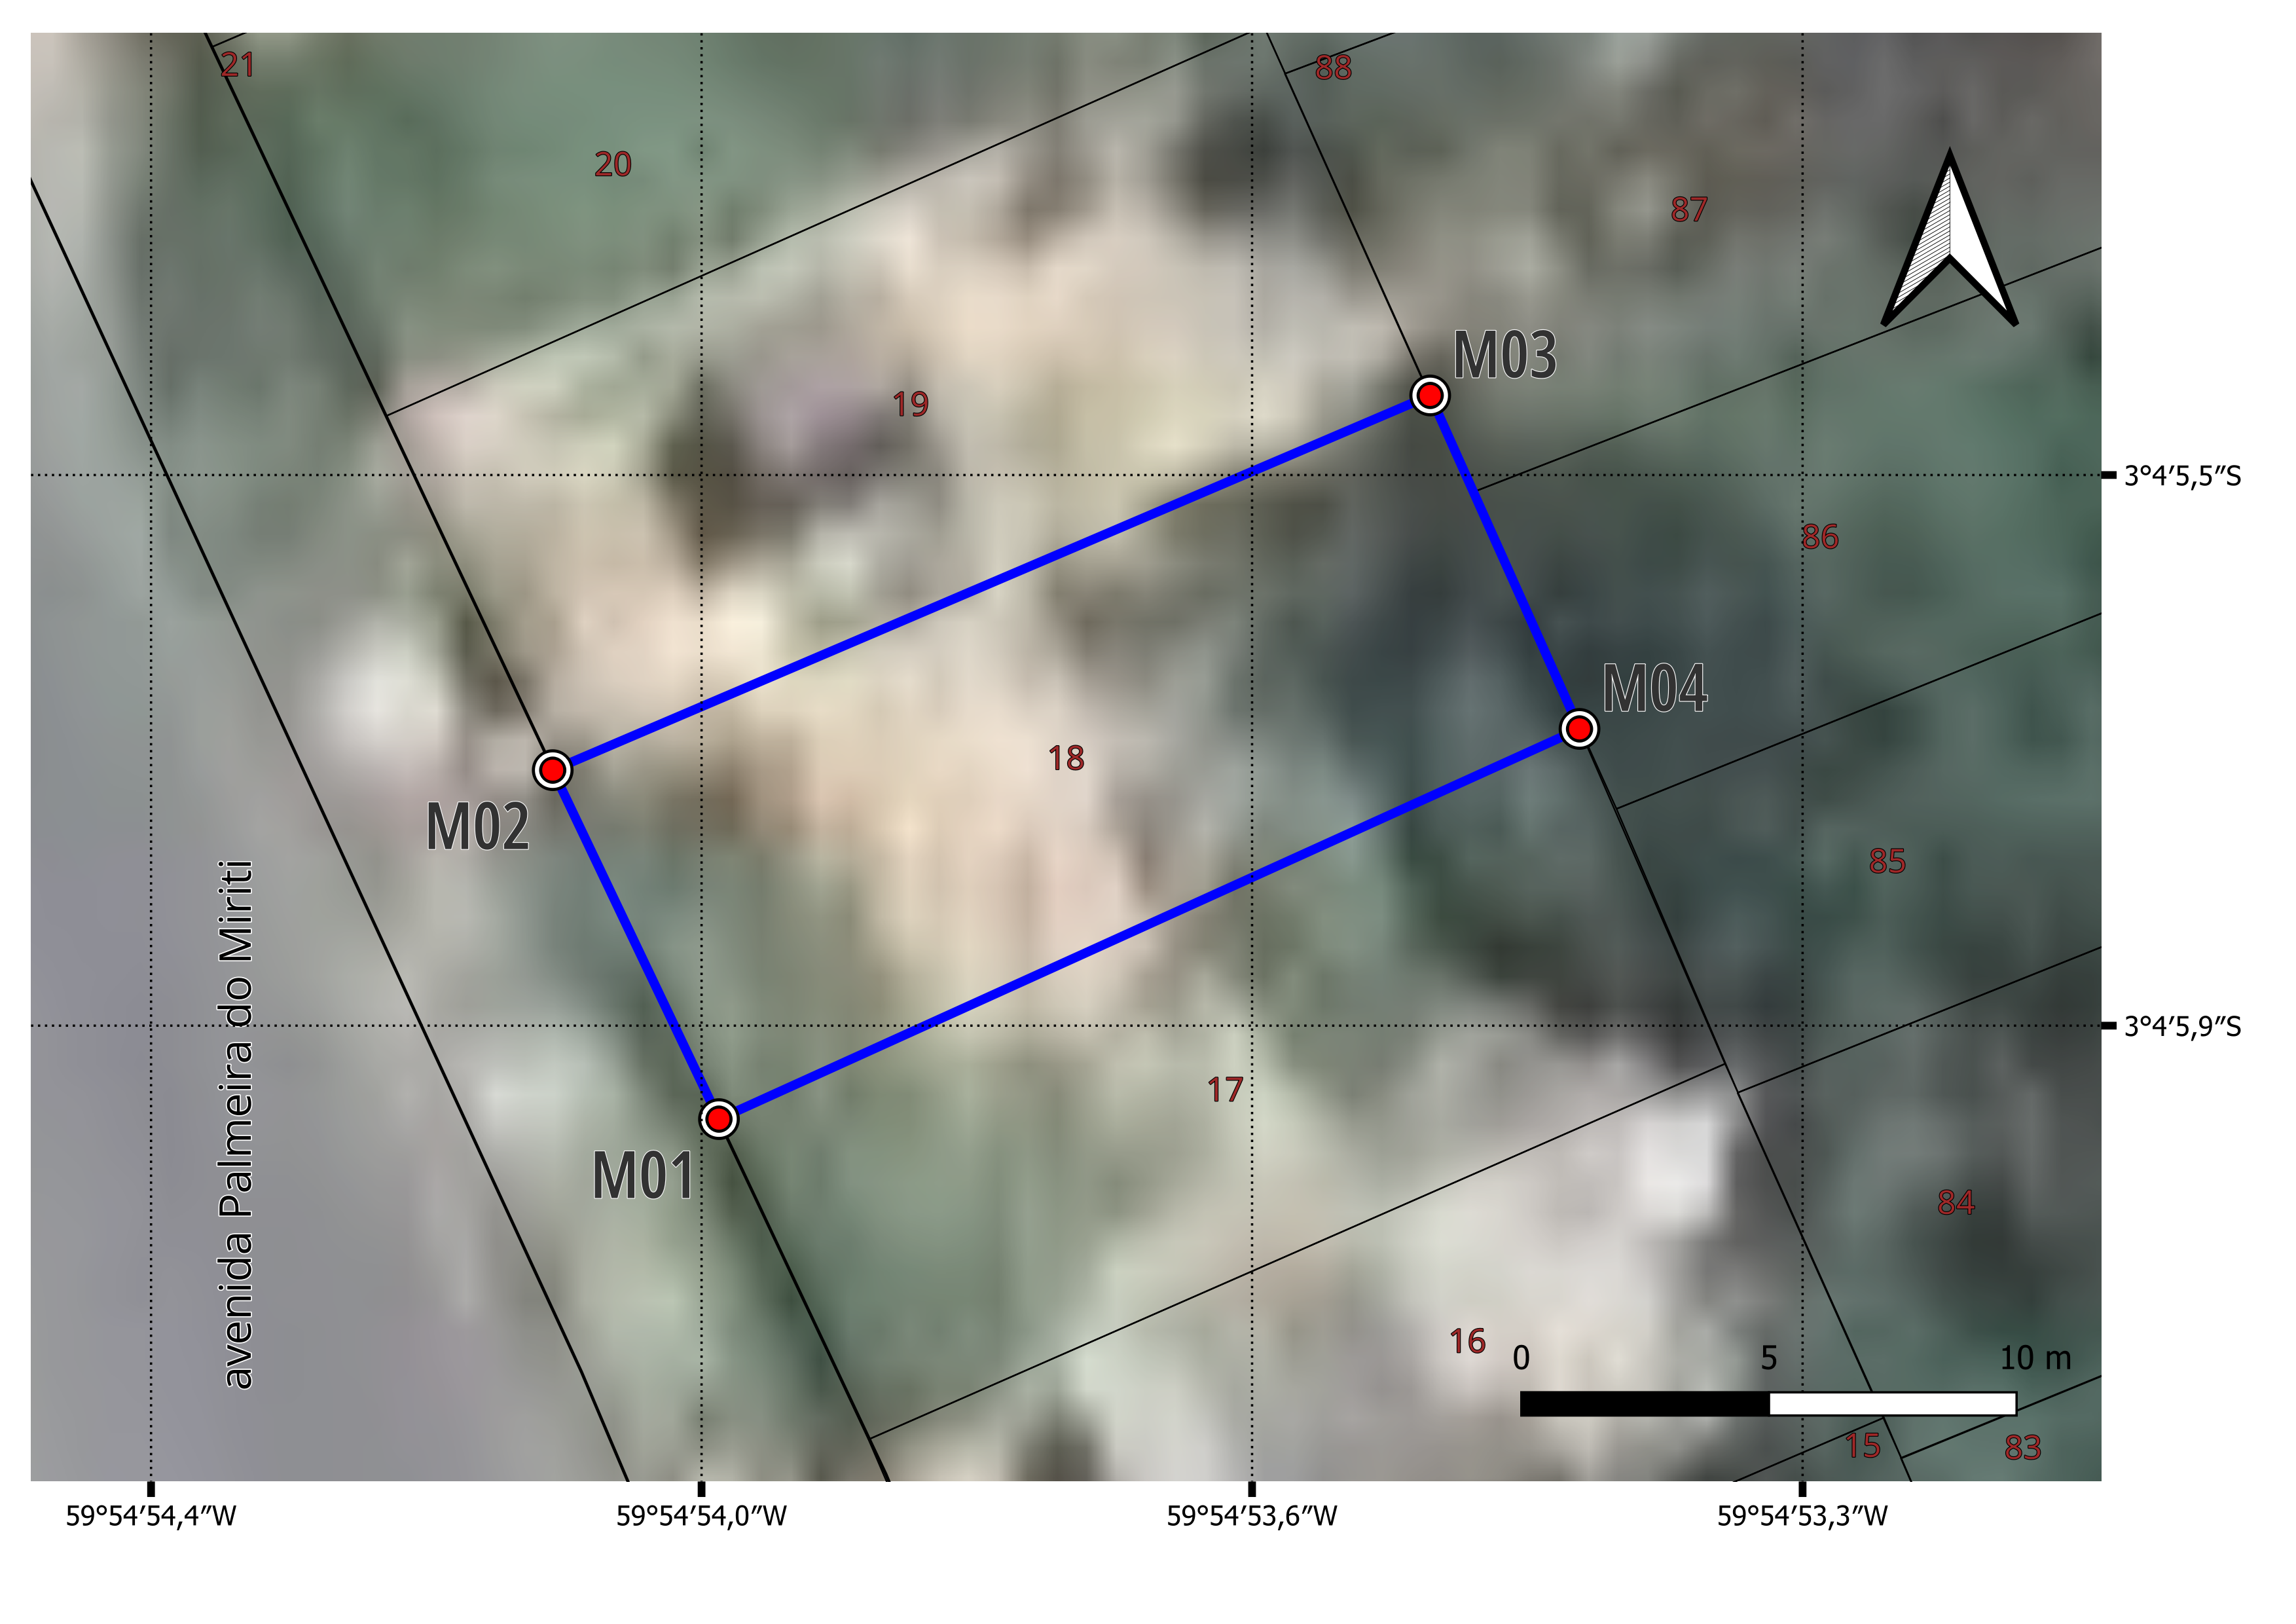 21
88
20
87
M03
19
3°4′5,5″S
86
M04
18
M02
85
avenida Palmeira do Miriti
3°4′5,9″S
17
M01
84
16
0 5 10 m
15
83
59°54′54,4″W 59°54′54,0″W 59°54′53,6″W 59°54′53,3″W